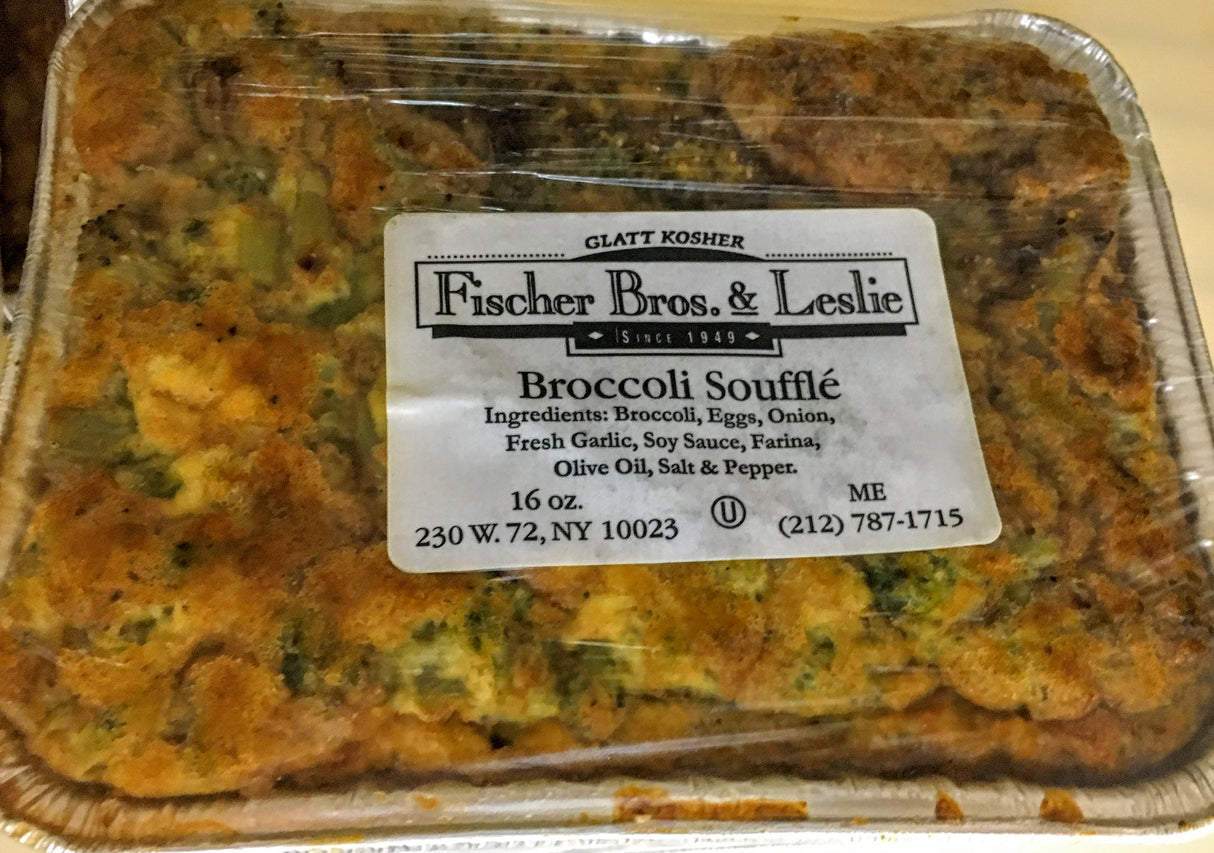 GLATT KOSHER
Fischer Bros. & Leslie
SINCE 1949
Broccoli Soufflé
Ingredients: Broccoli, Eggs, Onion,
Fresh Garlic, Soy Sauce, Farina,
Olive Oil, Salt & Pepper.
16 oz. U ME
230 W. 72, NY 10023 (212) 787-1715